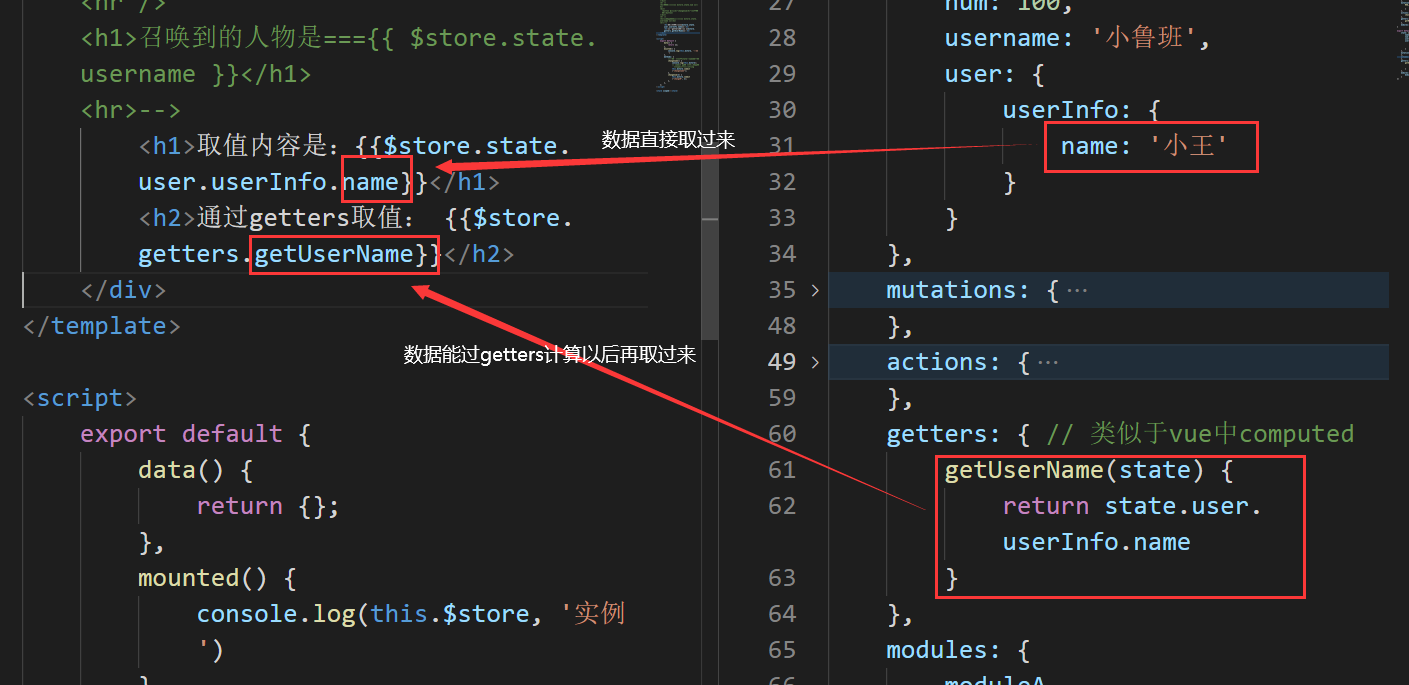 <hr />
<h1>召唤到的人物是==={{ $store.state.
username }}</h1>
<hr>-->
<h1>取值内容是：{{$store.state.
user.userInfo.name}}</h1>
<h2>通过getters取值： {{$store.
getters.getUserName}}</h2>
</div>
</template>
<script>
export default {
data() {
return {};
},
mounted() {
console.log(this.$store, '实例
')
}
数据直接取过来
数据能过getters计算以后再取过来
27 num: 100,
28 username: '小鲁班',
29 user: {
30 userInfo: {
31 name: '小王'
32 }
33 }
34 },
35 > mutations: { ···
48 },
49 > actions: { ···
59 },
60 getters: { // 类似于vue中computed
61 getUserName(state) {
62 return state.user.
userInfo.name
63 }
64 },
65 modules: {
66 moduleA